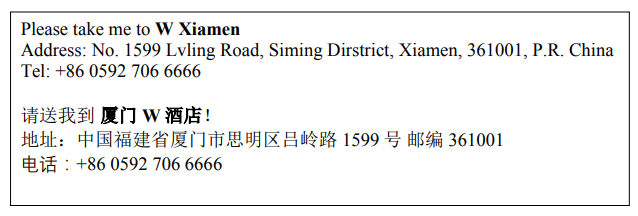 Please take me to W Xiamen
Address: No. 1599 Lvling Road, Siming Dirstrict, Xiamen, 361001, P.R. China
Tel: +86 0592 706 6666
请送我到 厦门 W 酒店!
地址：中国福建省厦门市思明区吕岭路 1599 号 邮编 361001
电话：+86 0592 706 6666